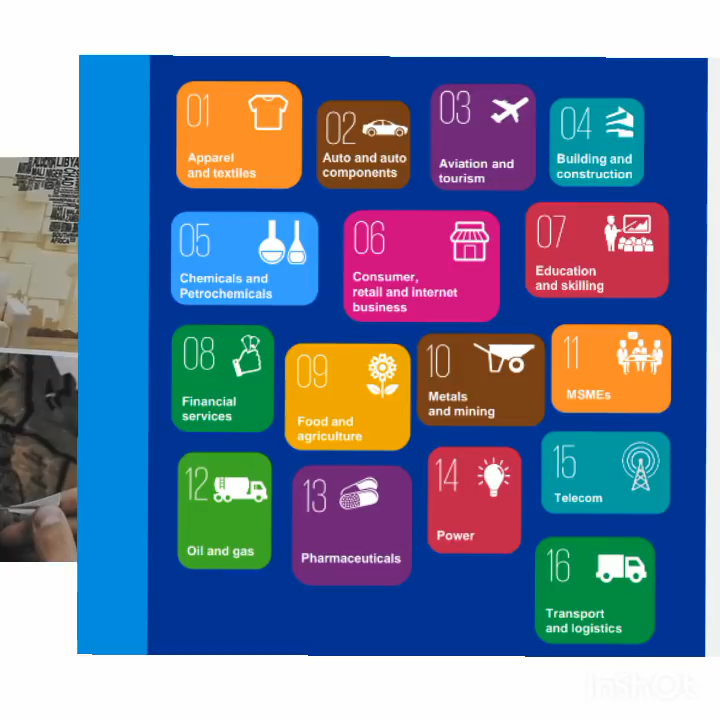 01
Apparel
and textiles
02
Auto and auto
components
03
Aviation and
tourism
04
Building and
construction
05
Chemicals and
Petrochemicals
06
Consumer,
retail and internet
business
07
Education
and skilling
08
Financial
services
09
Food and
agriculture
10
Metals
and mining
11
MSMEs
12
Oil and gas
13
Pharmaceuticals
14
Power
15
Telecom
16
Transport
and logistics
LIBYA
InShOt